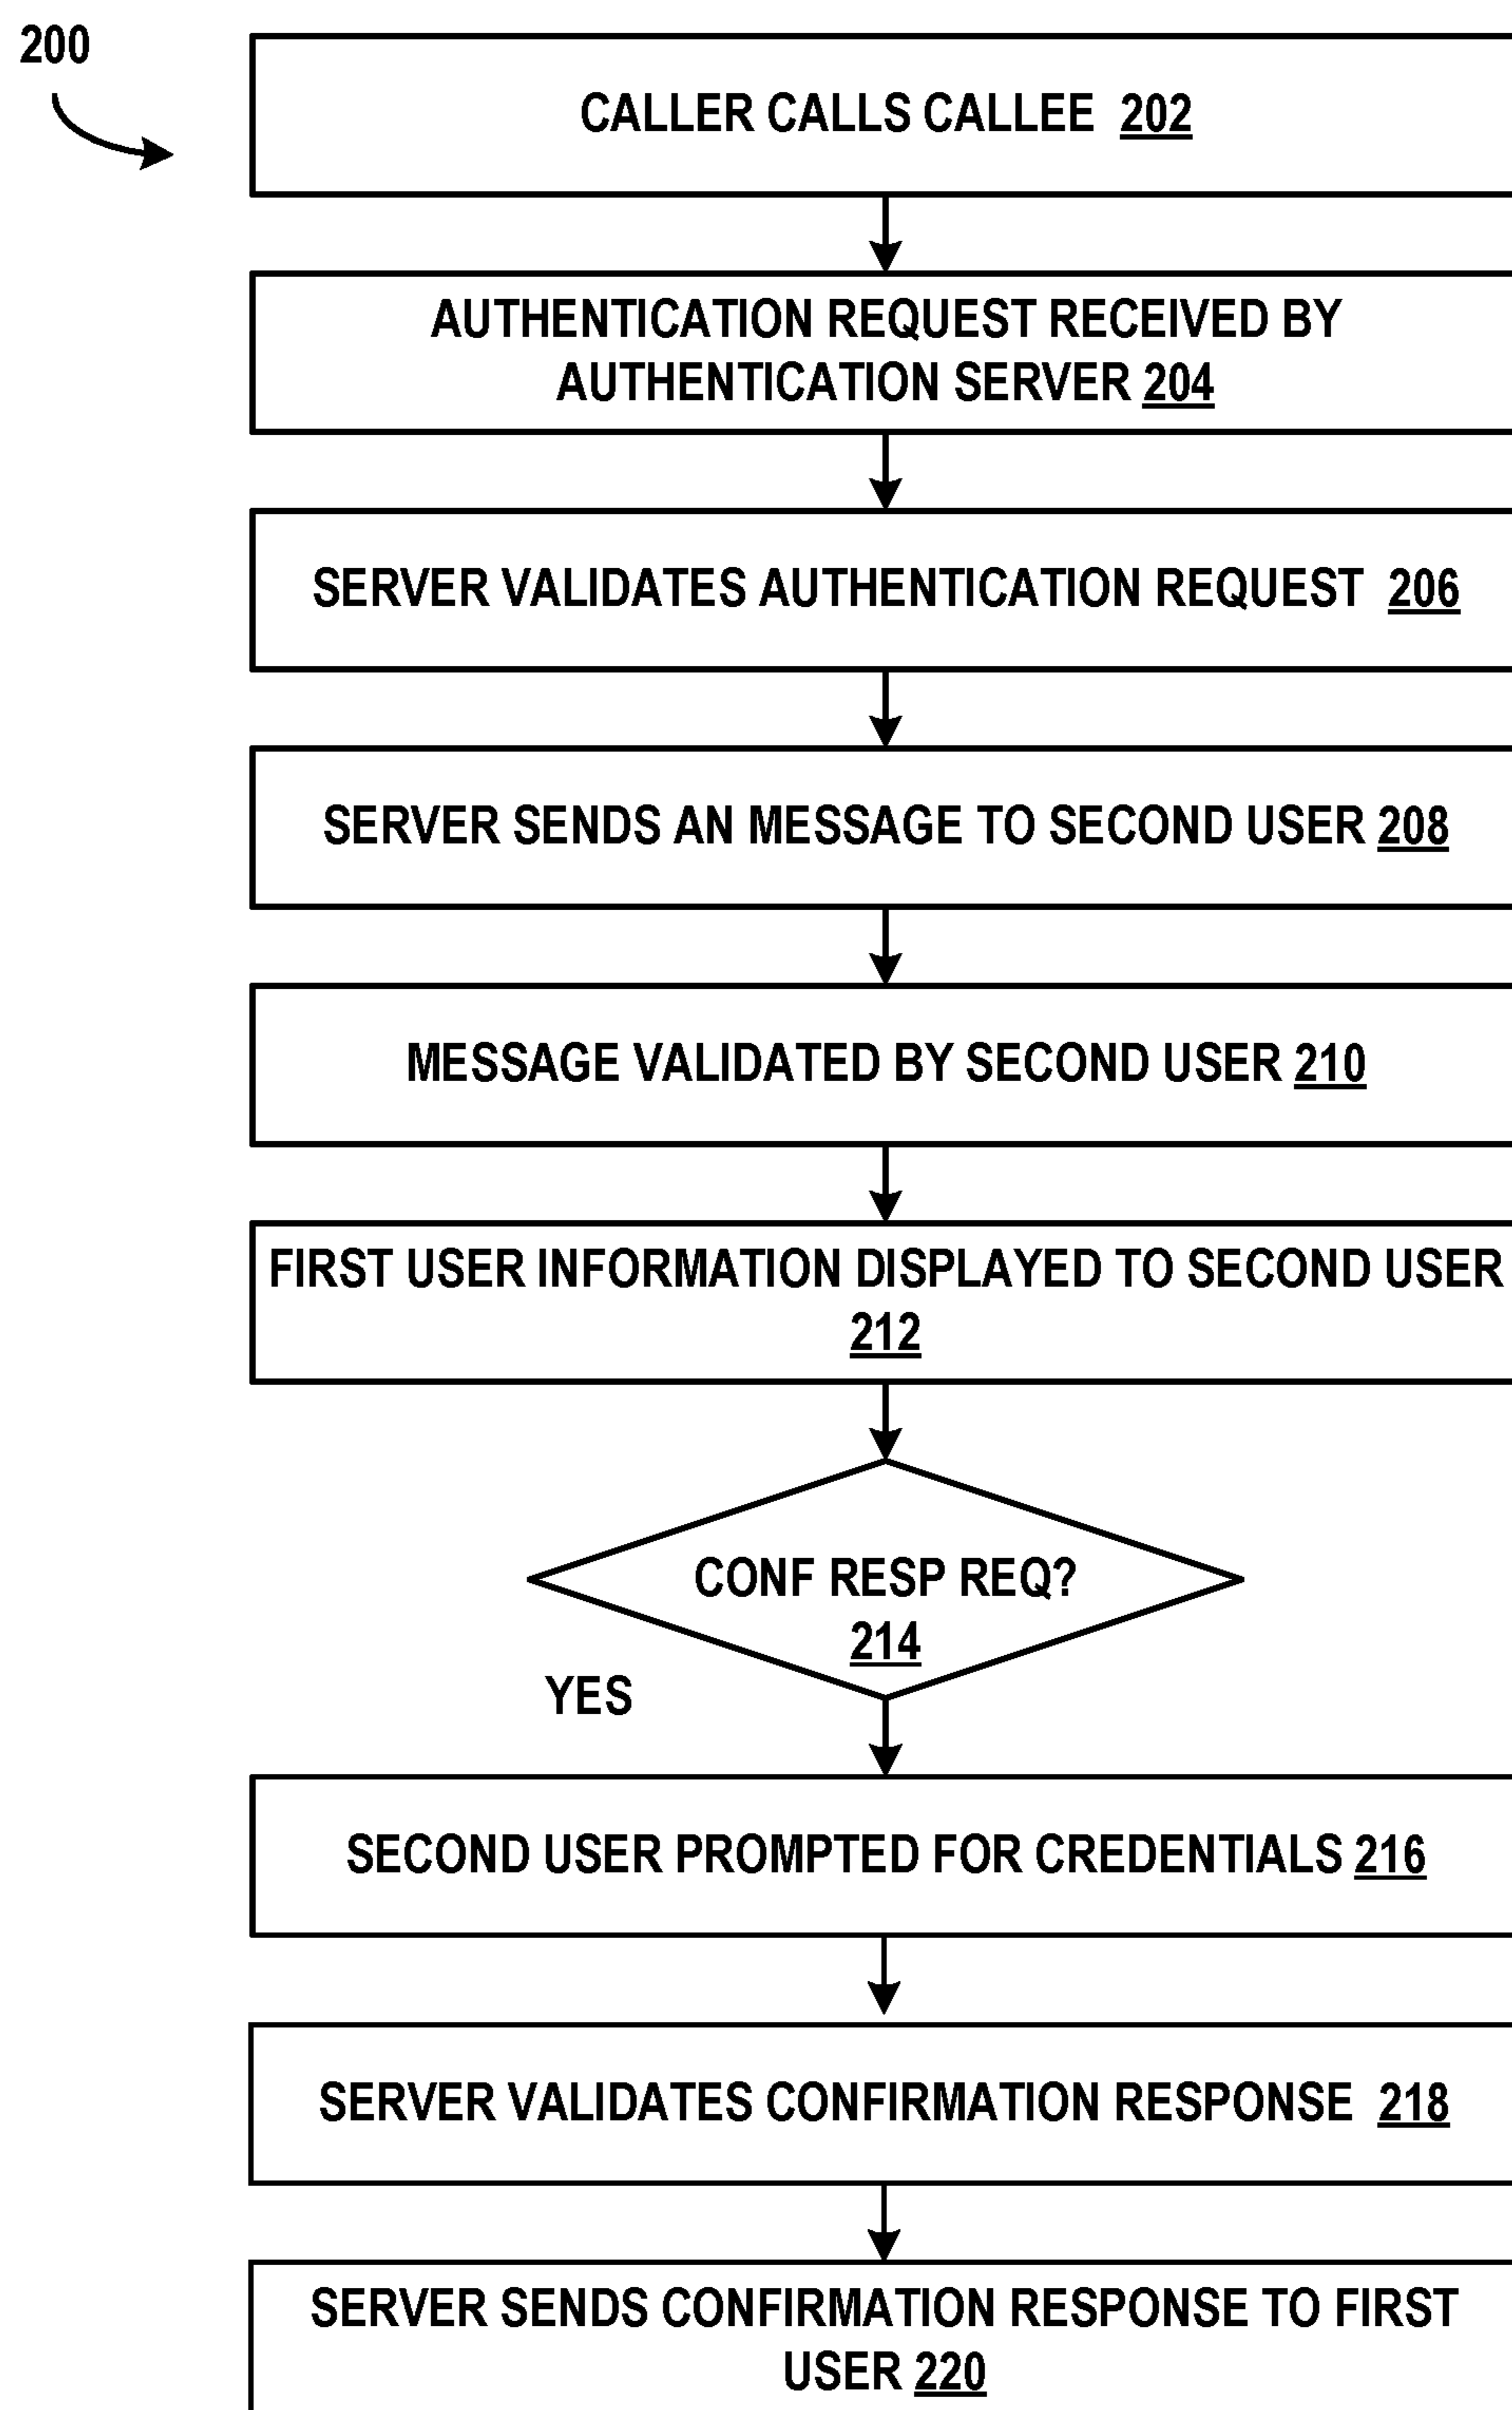 200
CALLER CALLS CALLEE 202
AUTHENTICATION REQUEST RECEIVED BY
AUTHENTICATION SERVER 204
SERVER VALIDATES AUTHENTICATION REQUEST 206
SERVER SENDS AN MESSAGE TO SECOND USER 208
MESSAGE VALIDATED BY SECOND USER 210
FIRST USER INFORMATION DISPLAYED TO SECOND USER
212
CONF RESP REQ?
214
YES
SECOND USER PROMPTED FOR CREDENTIALS 216
SERVER VALIDATES CONFIRMATION RESPONSE 218
SERVER SENDS CONFIRMATION RESPONSE TO FIRST
USER 220